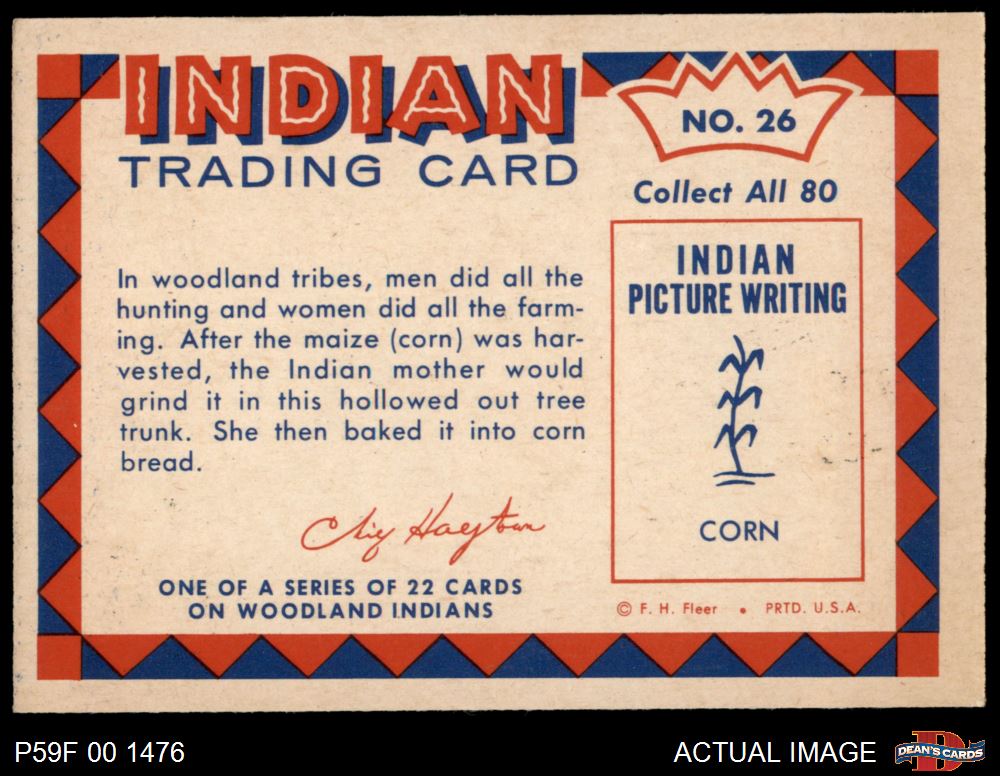 INDIAN
TRADING CARD
NO. 26
Collect All 80
In woodland tribes, men did all the
hunting and women did all the farm-
ing. After the maize (corn) was har-
vested, the Indian mother would
grind it in this hollowed out tree
trunk. She then baked it into corn
bread.
ONE OF A SERIES OF 22 CARDS
ON WOODLAND INDIANS
INDIAN
PICTURE WRITING
CORN
© F. H. Fleer • PRTD. U.S.A.
P59F 00 1476
ACTUAL IMAGE
DEAN'S CARDS